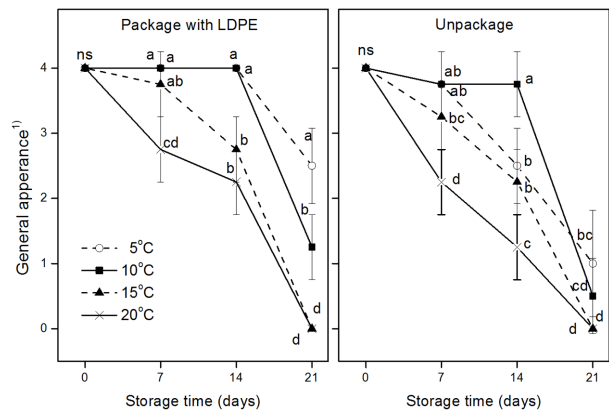 Package with LDPE
Unpackage
General apperance1)
4
3
2
1
0
ns
a
a
a
ab
cd
b
b
a
b
d
d
5°C
10°C
15°C
20°C
0
7
14
21
Storage time (days)
ns
ab
ab
bc
d
a
b
b
c
bc
cd
d
d
0
7
14
21
Storage time (days)